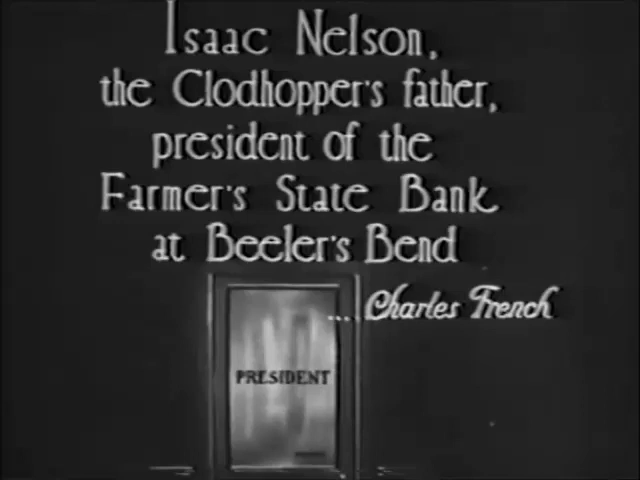 Isaac Nelson,
the Clodhopper's father,
president of the
Farmer's State Bank
at Beeler's Bend
....Charles French
PRESIDENT